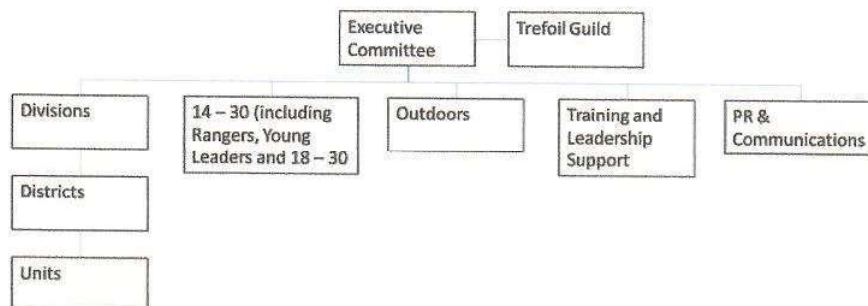 Executive
Committee
Trefoil Guild
Divisions
14 – 30 (including
Rangers, Young
Leaders and 18 – 30
Outdoors
Training and
Leadership
Support
PR &
Communications
Districts
Units